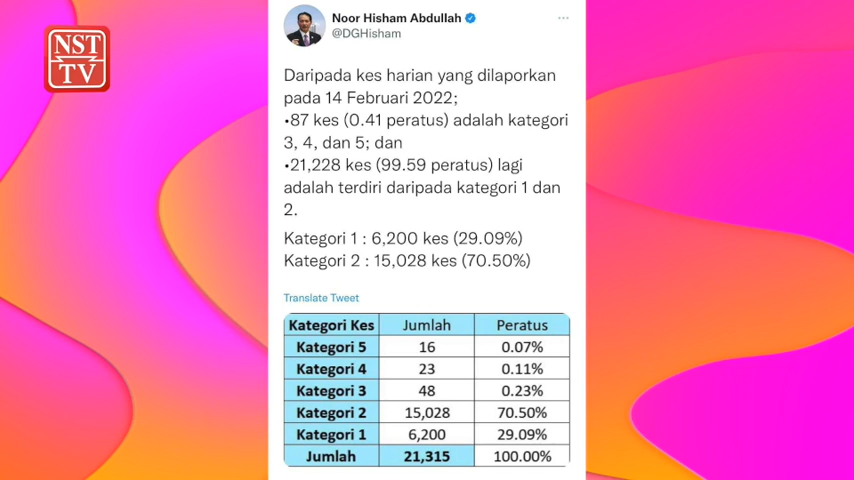 NST
TV
Noor Hisham Abdullah
@DGHisham
Daripada kes harian yang dilaporkan
pada 14 Februari 2022;
•87 kes (0.41 peratus) adalah kategori
3, 4, dan 5; dan
•21,228 kes (99.59 peratus) lagi
adalah terdiri daripada kategori 1 dan
2.
Kategori 1 : 6,200 kes (29.09%)
Kategori 2 : 15,028 kes (70.50%)
Translate Tweet
Kategori Kes Jumlah Peratus
Kategori 5 16 0.07%
Kategori 4 23 0.11%
Kategori 3 48 0.23%
Kategori 2 15,028 70.50%
Kategori 1 6,200 29.09%
Jumlah 21,315 100.00%